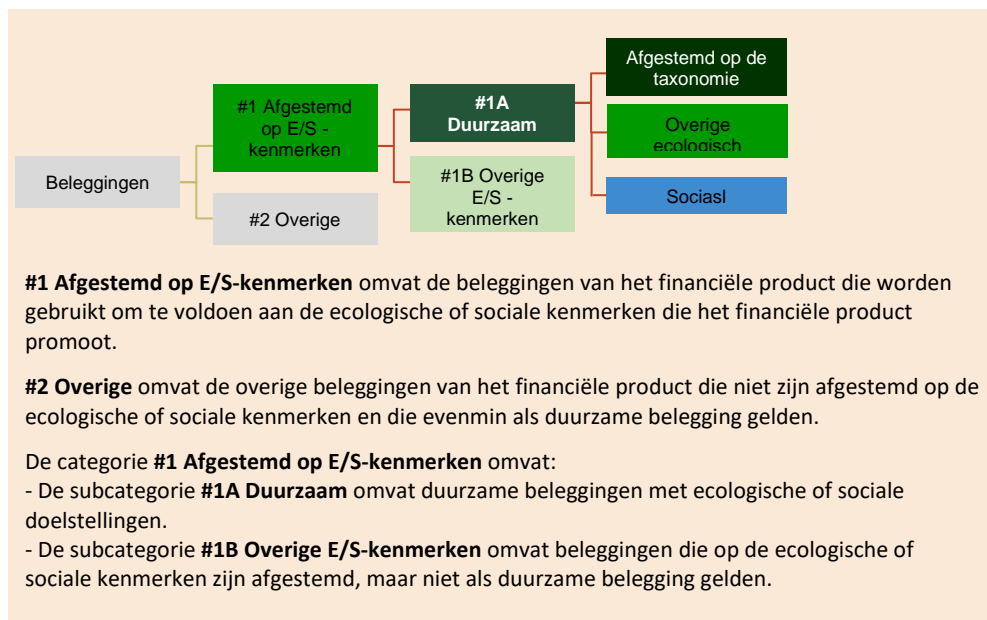 Beleggingen
#1 Afgestemd
op E/S -
kenmerken
#2 Overige
#1A
Duurzaam
#1B Overige
E/S -
kenmerken
Afgestemd op de
taxonomie
Overige
ecologisch
Sociasl
#1 Afgestemd op E/S-kenmerken omvat de beleggingen van het financiële product die worden
gebruikt om te voldoen aan de ecologische of sociale kenmerken die het financiële product
promoot.
#2 Overige omvat de overige beleggingen van het financiële product die niet zijn afgestemd op de
ecologische of sociale kenmerken en die evenmin als duurzame belegging gelden.
De categorie #1 Afgestemd op E/S-kenmerken omvat:
- De subcategorie #1A Duurzaam omvat duurzame beleggingen met ecologische of sociale
doelstellingen.
- De subcategorie #1B Overige E/S-kenmerken omvat beleggingen die op de ecologische of
sociale kenmerken zijn afgestemd, maar niet als duurzame belegging gelden.